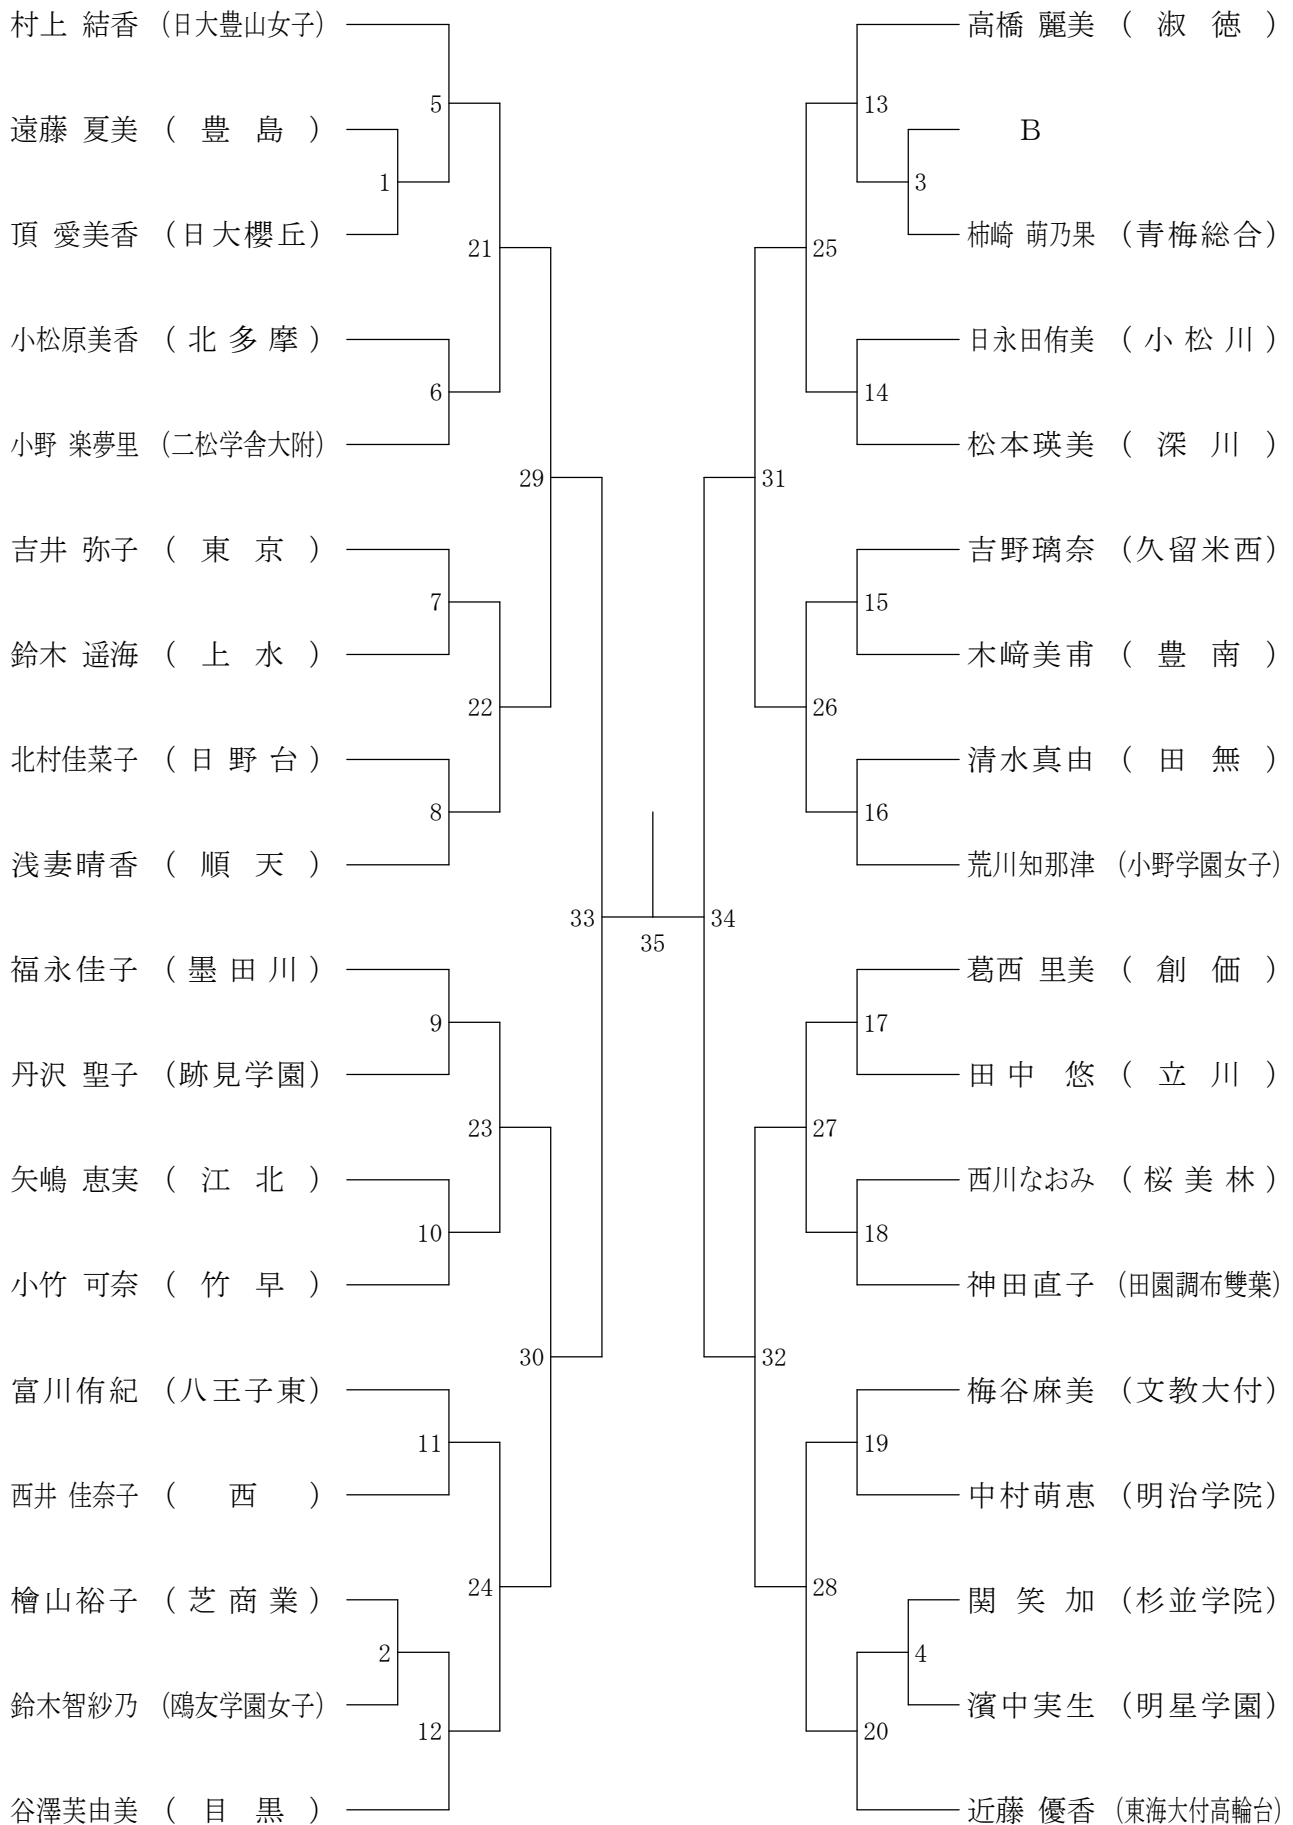 村上 結香 (日大豊山女子)
遠藤 夏美 ( 豊 島 )
頂 愛美香 (日大櫻丘)
小松原美香 ( 北 多 摩 )
小野 楽夢里 (二松学舎大附)
吉井 弥子 ( 東 京 )
鈴木 遥海 ( 上 水 )
北村佳菜子 ( 日 野 台 )
浅妻晴香 ( 順 天 )
福永佳子 ( 墨 田 川 )
丹沢 聖子 (跡見学園)
矢嶋 恵実 ( 江 北 )
小竹 可奈 ( 竹 早 )
富川侑紀 (八王子東)
西井 佳奈子 ( 西 )
檜山裕子 ( 芝 商 業 )
鈴木智紗乃 (鴎友学園女子)
谷澤芙由美 ( 目 黒 )
1
2
5
6
7
8
9
10
11
12
21
22
23
24
29
30
33
35
34
31
32
25
26
27
28
13
14
15
16
17
18
19
20
3
4
高橋 麗美 ( 淑 徳 )
B
柿崎 萌乃果 (青梅総合)
日永田侑美 ( 小 松 川 )
松本瑛美 ( 深 川 )
吉野璃奈 (久留米西)
木﨑美甫 ( 豊 南 )
清水真由 ( 田 無 )
荒川知那津 (小野学園女子)
葛西 里美 ( 創 価 )
田中 悠 ( 立 川 )
西川なおみ ( 桜 美 林 )
神田直子 (田園調布雙葉)
梅谷麻美 (文教大付)
中村萌恵 (明治学院)
関 笑 加 (杉並学院)
濱中実生 (明星学園)
近藤 優香 (東海大付高輪台)